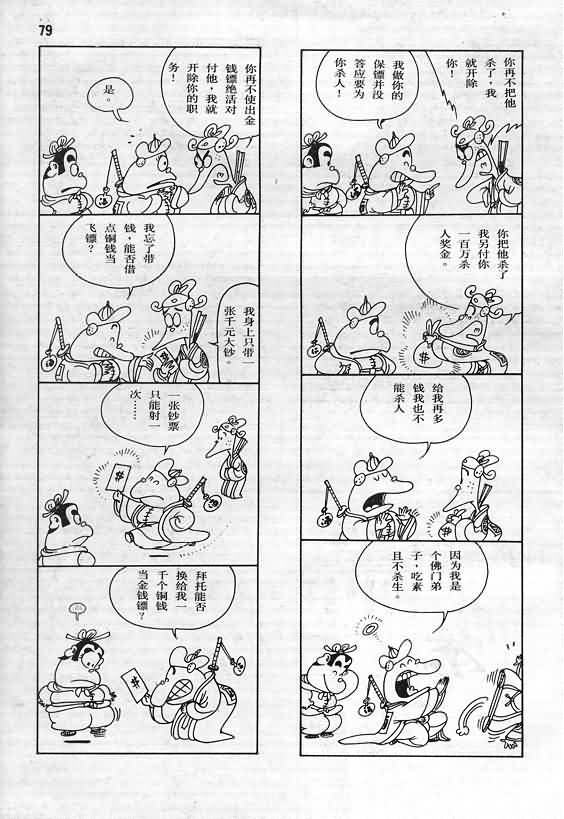 79
你再不把他
杀了，我
就开除
你！
我做你的
保镖并没
答应要为
你杀人！
你把他杀了
我另付你
一百万杀
人奖金。
给我再多
钱我也不
能杀人
因为我是
个佛门弟
子，吃素
且不杀生。
你再不使出金
钱镖绝活对
付他，我就
开除你的职
务！
是。
我忘了带
钱，能否借
点铜钱当
飞镖？
我身上只带一
张千元大钞。
一张钞票
只能射一
次……
拜托能否
换给我一
千个铜钱
当金钱镖？